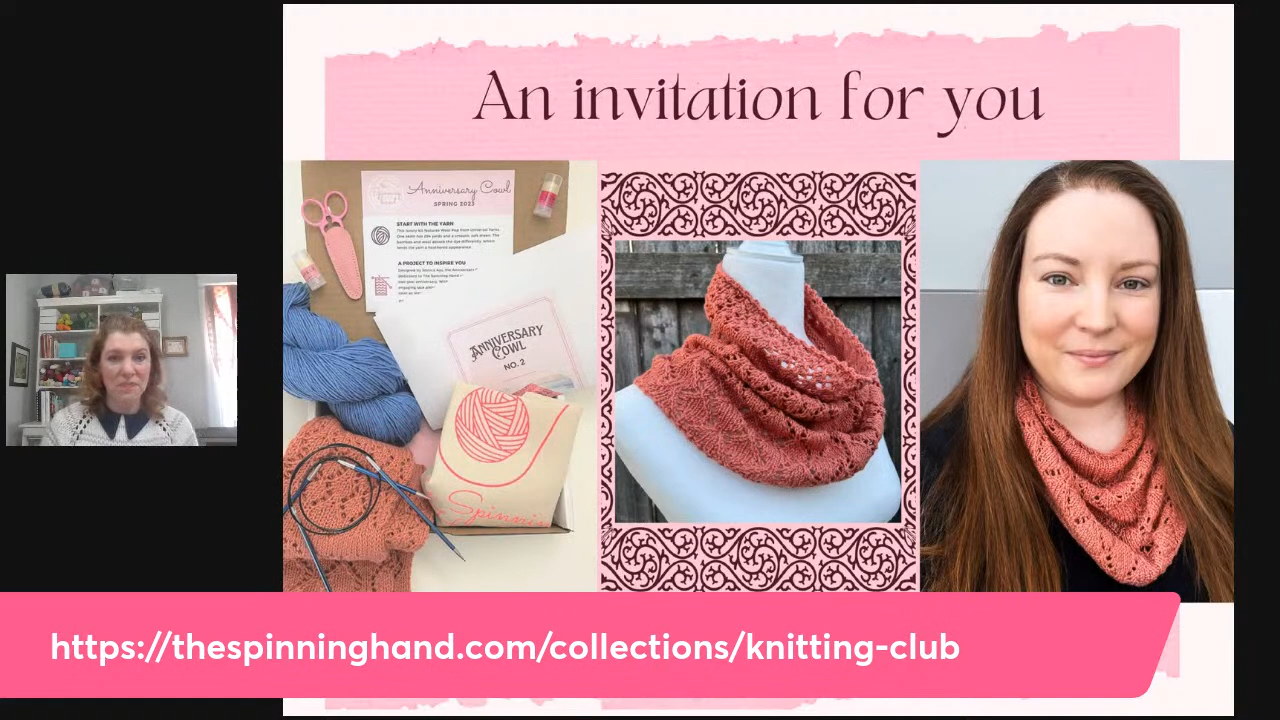 An invitation for you
Anniversary Cowl
SPRING 2023
START WITH THE YARN
A PROJECT TO INSPIRE YOU
ANNIVERSARY
COWL
NO. 2
Spinnin
https://thespinninghand.com/collections/knitting-club